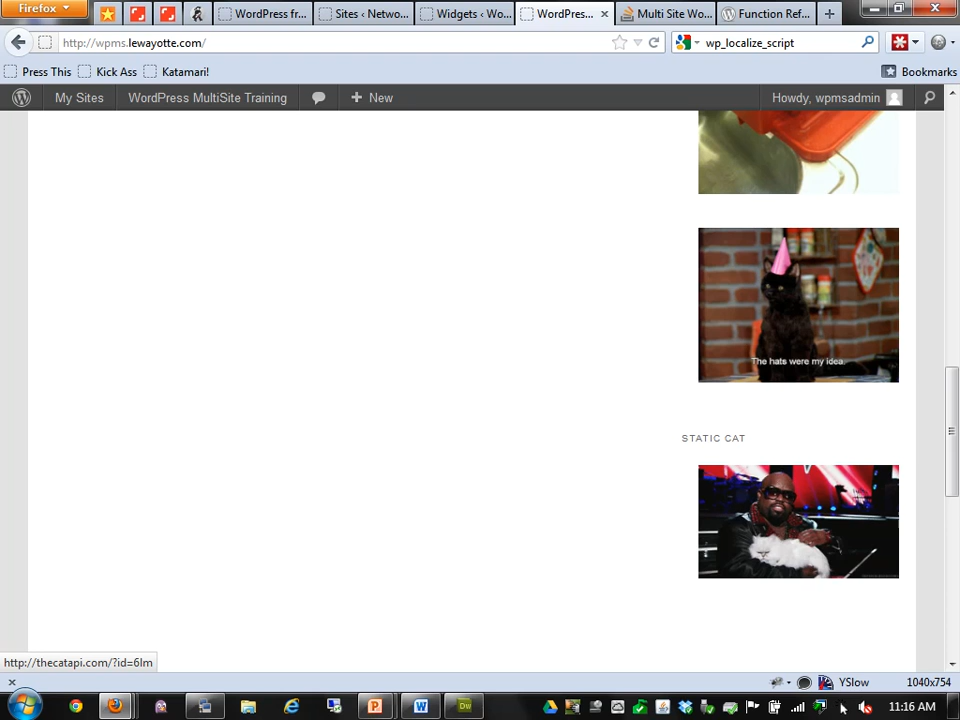 Firefox
WordPress fr...
Sites ‹ Netwo...
Widgets ‹ Wo...
WordPres...
Multi Site Wo...
Function Ref...
http://wpms.lewayotte.com/
wp_localize_script
Press This
Kick Ass
Katamari!
Bookmarks
My Sites
WordPress MultiSite Training
New
Howdy, wpmsadmin
The hats were my idea.
STATIC CAT
http://thecatapi.com/?id=6lm
YSlow
1040x754
11:16 AM